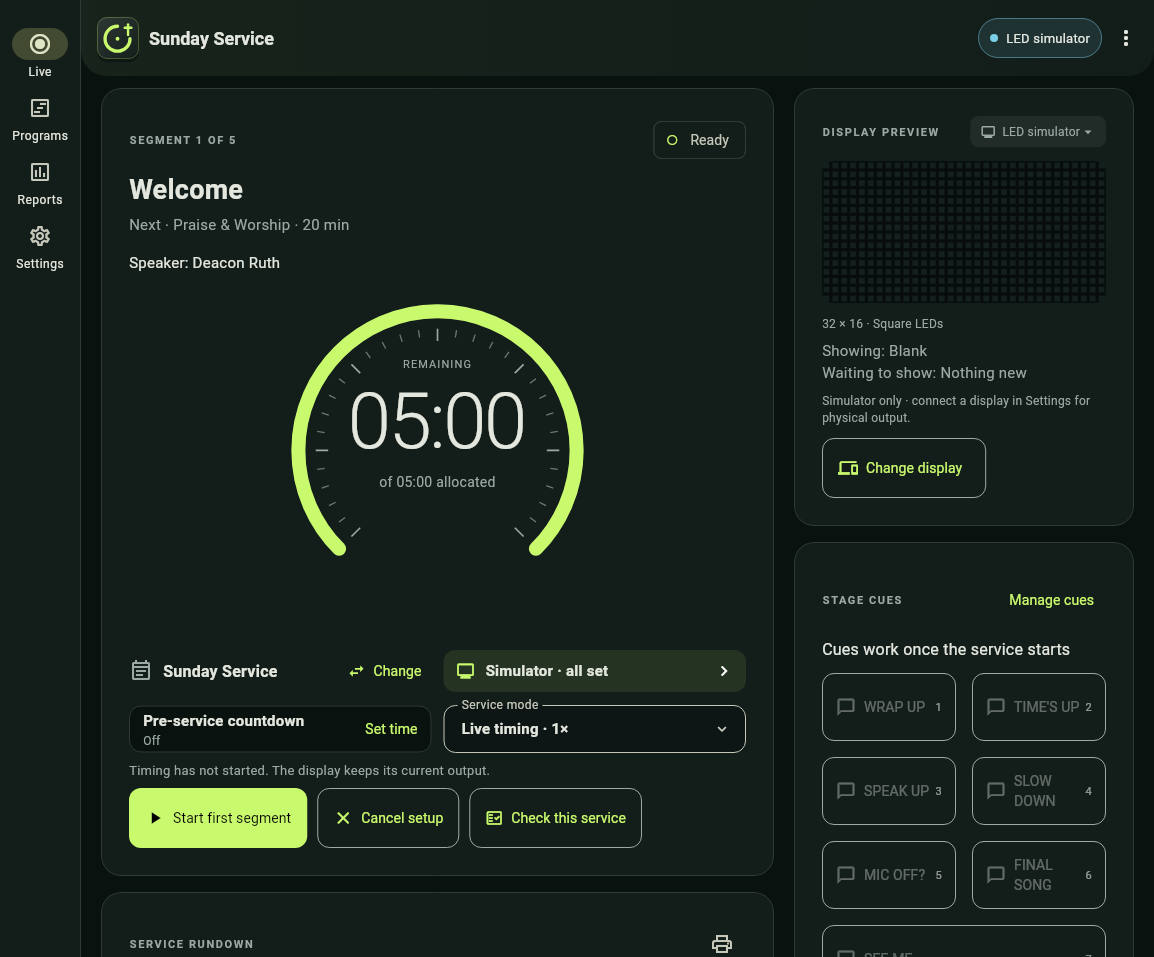 Sunday Service
LED simulator
Live
Programs
Reports
Settings
SEGMENT 1 OF 5
Ready
Welcome
Next · Praise & Worship · 20 min
Speaker: Deacon Ruth
REMAINING
05:00
of 05:00 allocated
Sunday Service
Change
Simulator · all set
Pre-service countdown
Off
Set time
Service mode
Live timing · 1×
Timing has not started. The display keeps its current output.
Start first segment
Cancel setup
Check this service
SERVICE RUNDOWN
DISPLAY PREVIEW
LED simulator
32 × 16 · Square LEDs
Showing: Blank
Waiting to show: Nothing new
Simulator only · connect a display in Settings for
physical output.
Change display
STAGE CUES
Manage cues
Cues work once the service starts
WRAP UP 1
TIME'S UP 2
SPEAK UP 3
SLOW
DOWN 4
MIC OFF? 5
FINAL
SONG 6